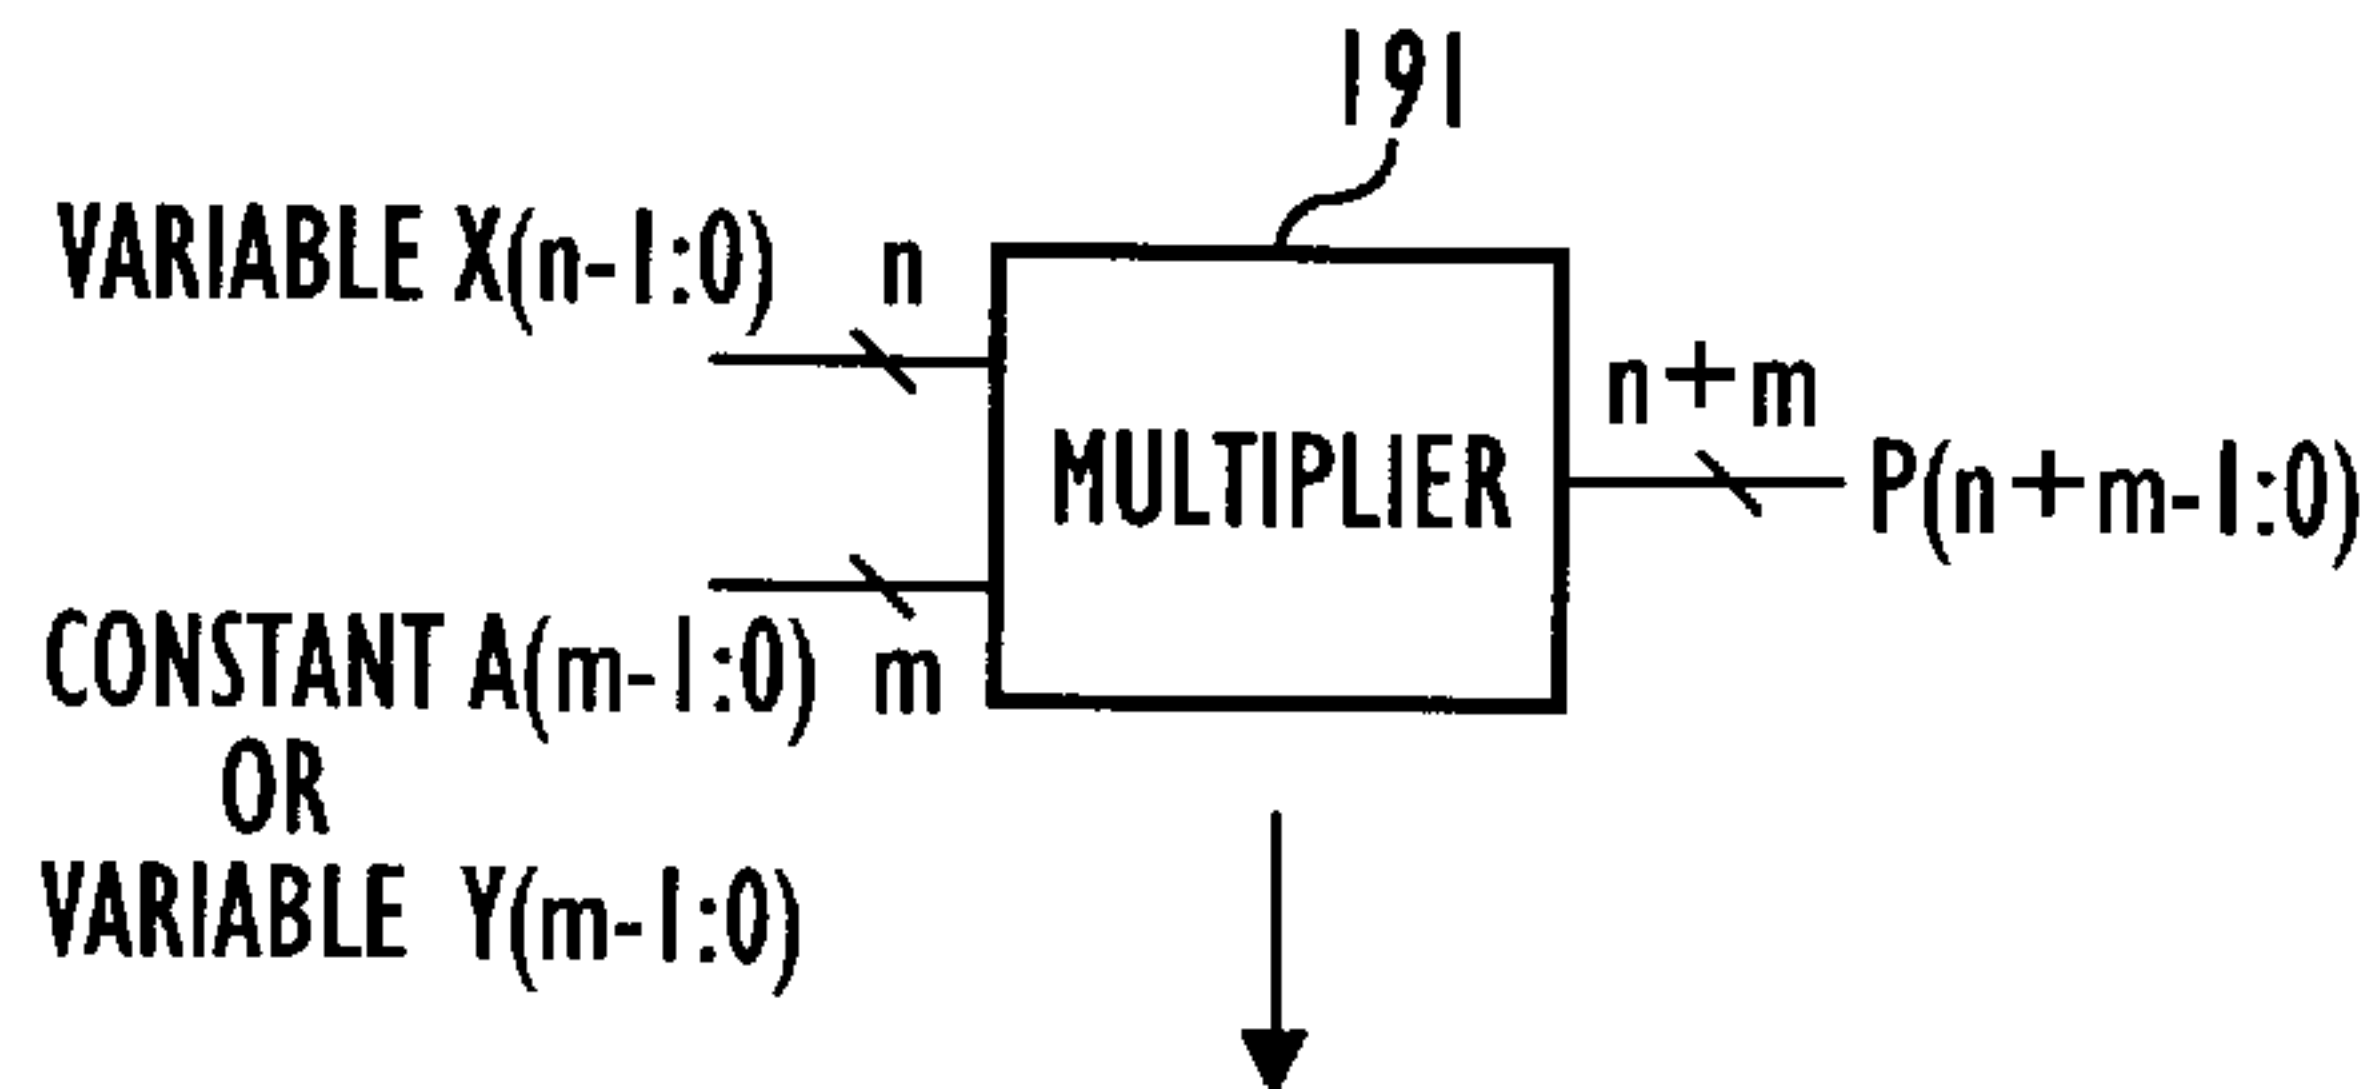 191
VARIABLE X(n-1:0) n
n+m
MULTIPLIER
P(n+m-1:0)
CONSTANT A(m-1:0) m
OR
VARIABLE Y(m-1:0)